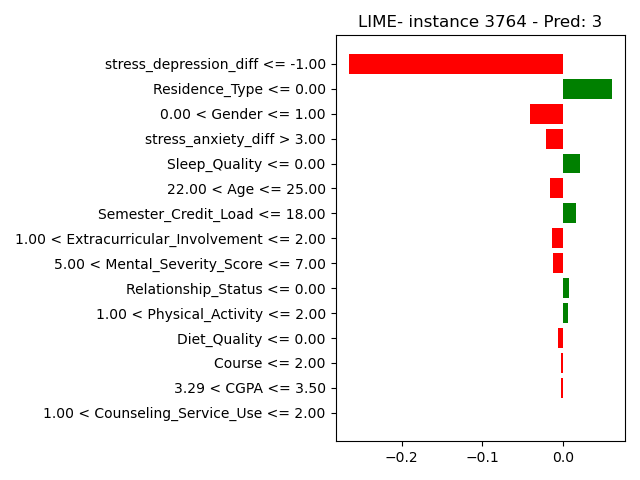 LIME- instance 3764 - Pred: 3
stress_depression_diff <= -1.00
Residence_Type <= 0.00
0.00 < Gender <= 1.00
stress_anxiety_diff > 3.00
Sleep_Quality <= 0.00
22.00 < Age <= 25.00
Semester_Credit_Load <= 18.00
1.00 < Extracurricular_Involvement <= 2.00
5.00 < Mental_Severity_Score <= 7.00
Relationship_Status <= 0.00
1.00 < Physical_Activity <= 2.00
Diet_Quality <= 0.00
Course <= 2.00
3.29 < CGPA <= 3.50
1.00 < Counseling_Service_Use <= 2.00
−0.2 −0.1 0.0